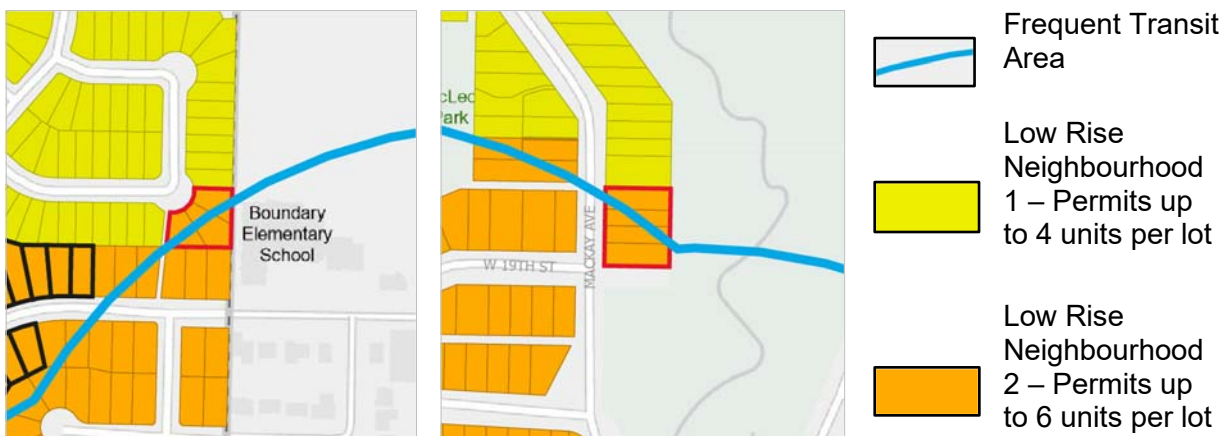 Boundary
Elementary
School
cLeo
Park
W 19TH ST
MACKAY AVE
Frequent Transit
Area
Low Rise
Neighbourhood
1 – Permits up
to 4 units per lot
Low Rise
Neighbourhood
2 – Permits up
to 6 units per lot